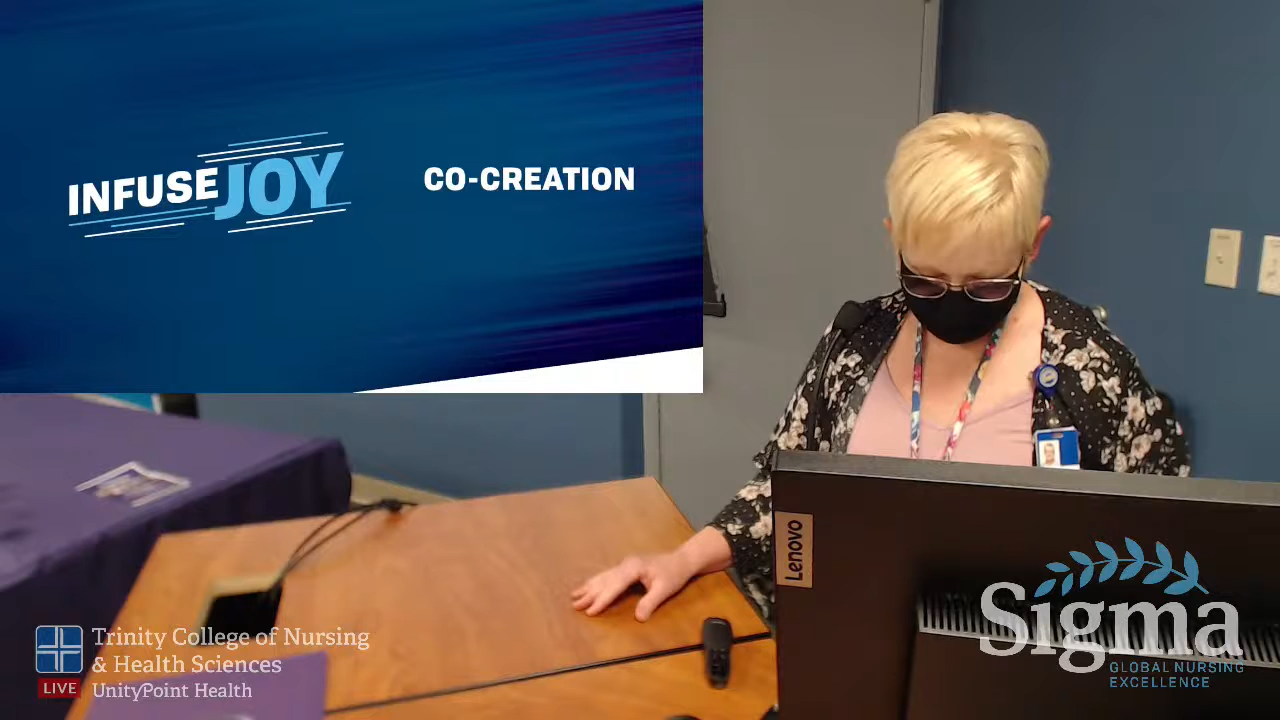 INFUSE JOY
CO-CREATION
Lenovo
Trinity College of Nursing
& Health Sciences
LIVE
UnityPoint Health
Sigma
GLOBAL NURSING
EXCELLENCE